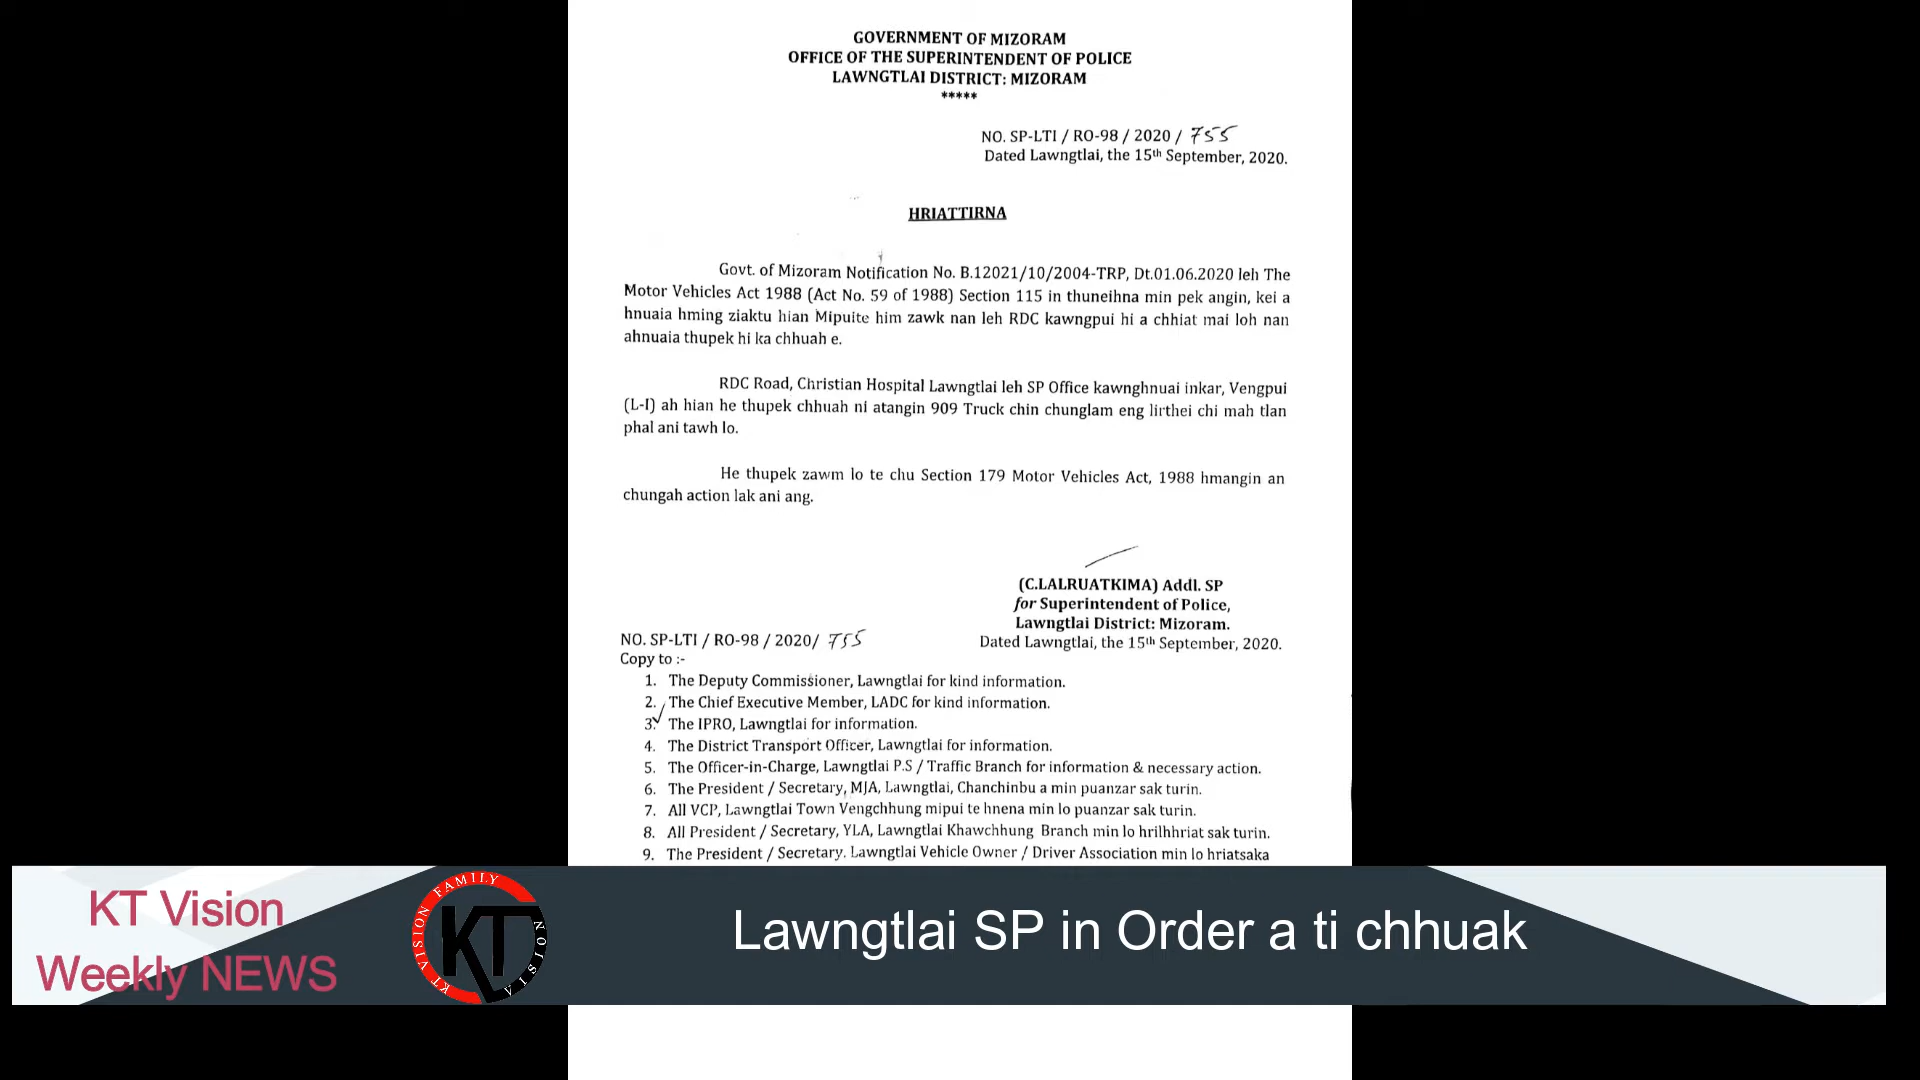 GOVERNMENT OF MIZORAM
OFFICE OF THE SUPERINTENDENT OF POLICE
LAWNGTLAI DISTRICT: MIZORAM
*****
NO. SP-LTI / RO-98 / 2020 / 755
Dated Lawngtlai, the 15th September, 2020.
HRIATTIRNA
Govt. of Mizoram Notification No. B.12021/10/2004-TRP, Dt.01.06.2020 leh The
Motor Vehicles Act 1988 (Act No. 59 of 1988) Section 115 in thuneihna min pek angin, kei a
hnuaia hming ziaktu hian Mipuite him zawk nan leh RDC kawngpui hi a chhiat mai loh nan
ahnuaia thupek hi ka chhuah e.
RDC Road, Christian Hospital Lawngtlai leh SP Office kawnghnuai inkar, Vengpui
(L-I) ah hian he thupek chhuah ni atangin 909 Truck chin chunglam eng lirthei chi mah tlan
phal ani tawh lo.
He thupek zawm lo te chu Section 179 Motor Vehicles Act, 1988 hmangin an
chungah action lak ani ang.
(C.LALRUATKIMA) Addl. SP
for Superintendent of Police,
Lawngtlai District: Mizoram.
NO. SP-LTI / RO-98 / 2020/ 755
Dated Lawngtlai, the 15th September, 2020.
Copy to :-
1. The Deputy Commissioner, Lawngtlai for kind information.
2. The Chief Executive Member, LADC for kind information.
3. The IPRO, Lawngtlai for information.
4. The District Transport Officer, Lawngtlai for information.
5. The Officer-in-Charge, Lawngtlai P.S / Traffic Branch for information & necessary action.
6. The President / Secretary, MJA, Lawngtlai, Chanchinbu a min puanzar sak turin.
7. All VCP, Lawngtlai Town Vengchhung mipui te hnena min lo puanzar sak turin.
8. All President / Secretary, YLA, Lawngtlai Khawchhung Branch min lo hrilhhriat sak turin.
9. The President / Secretary. Lawngtlai Vehicle Owner / Driver Association min lo hriatsaka
KT Vision
Weekly NEWS
KT VISION FAMILY
KT
VISION
Lawngtlai SP in Order a ti chhuak